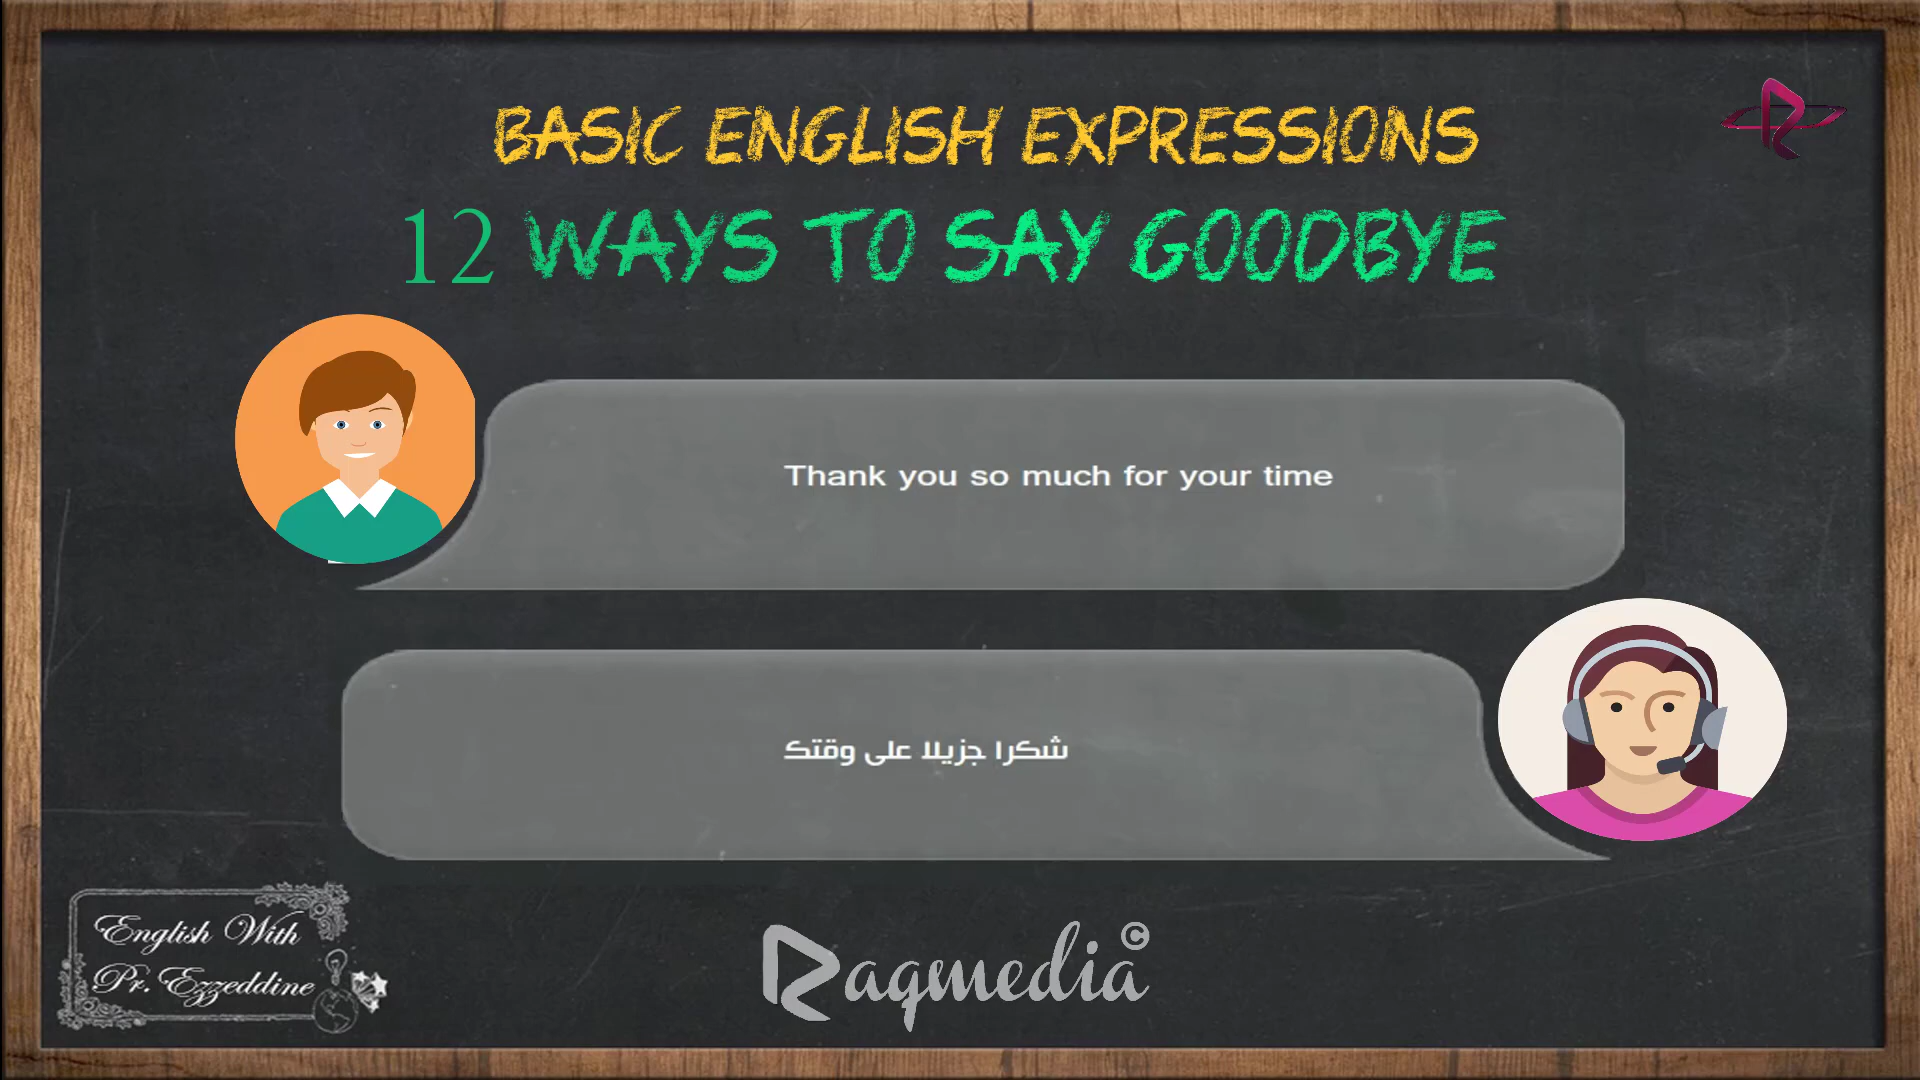 BASIC ENGLISH EXPRESSIONS
12 WAYS TO SAY GOODBYE
Thank you so much for your time
شكرا جزيلا على وقتك
English With
Pr. Ezzeddine
Raqmedia©